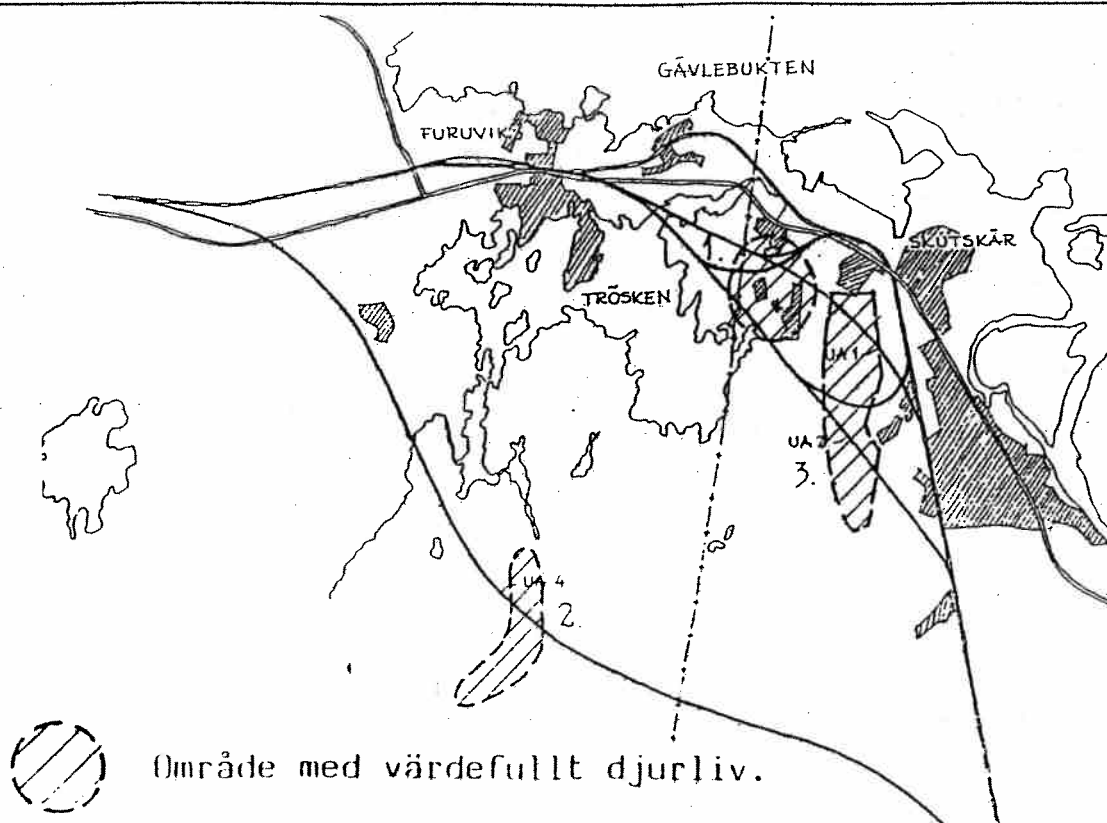 GÄVLEBUKTEN
FURUVIK
SKUTSKÄR
1.
TRÖSKEN
UA 1
UA 2
3.
UA 4
2.
Område med värdefullt djurliv.